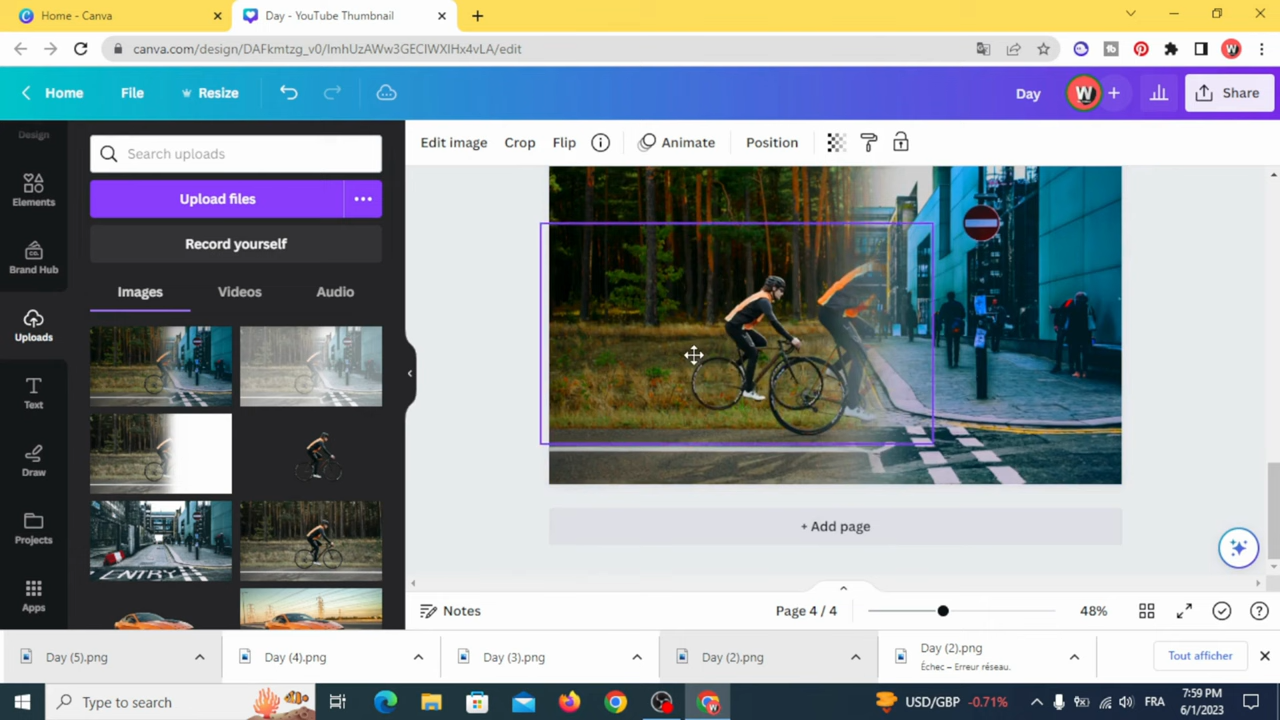 Home - Canva
Day - YouTube Thumbnail
canva.com/design/DAFkmtzg_v0/lmhUzAWw3GECIWXIHx4vLA/edit
Home
File
Resize
Day
W
Share
Design
Elements
Brand Hub
Uploads
Text
Draw
Projects
Apps
Search uploads
Upload files
Record yourself
Images
Videos
Audio
ENTRY
Edit image
Crop
Flip
Animate
Position
+ Add page
Notes
Page 4 / 4
48%
Day (5).png
Day (4).png
Day (3).png
Day (2).png
Day (2).png
Échec – Erreur réseau.
Tout afficher
Type to search
USD/GBP
-0.71%
FRA
7:59 PM
6/1/2023